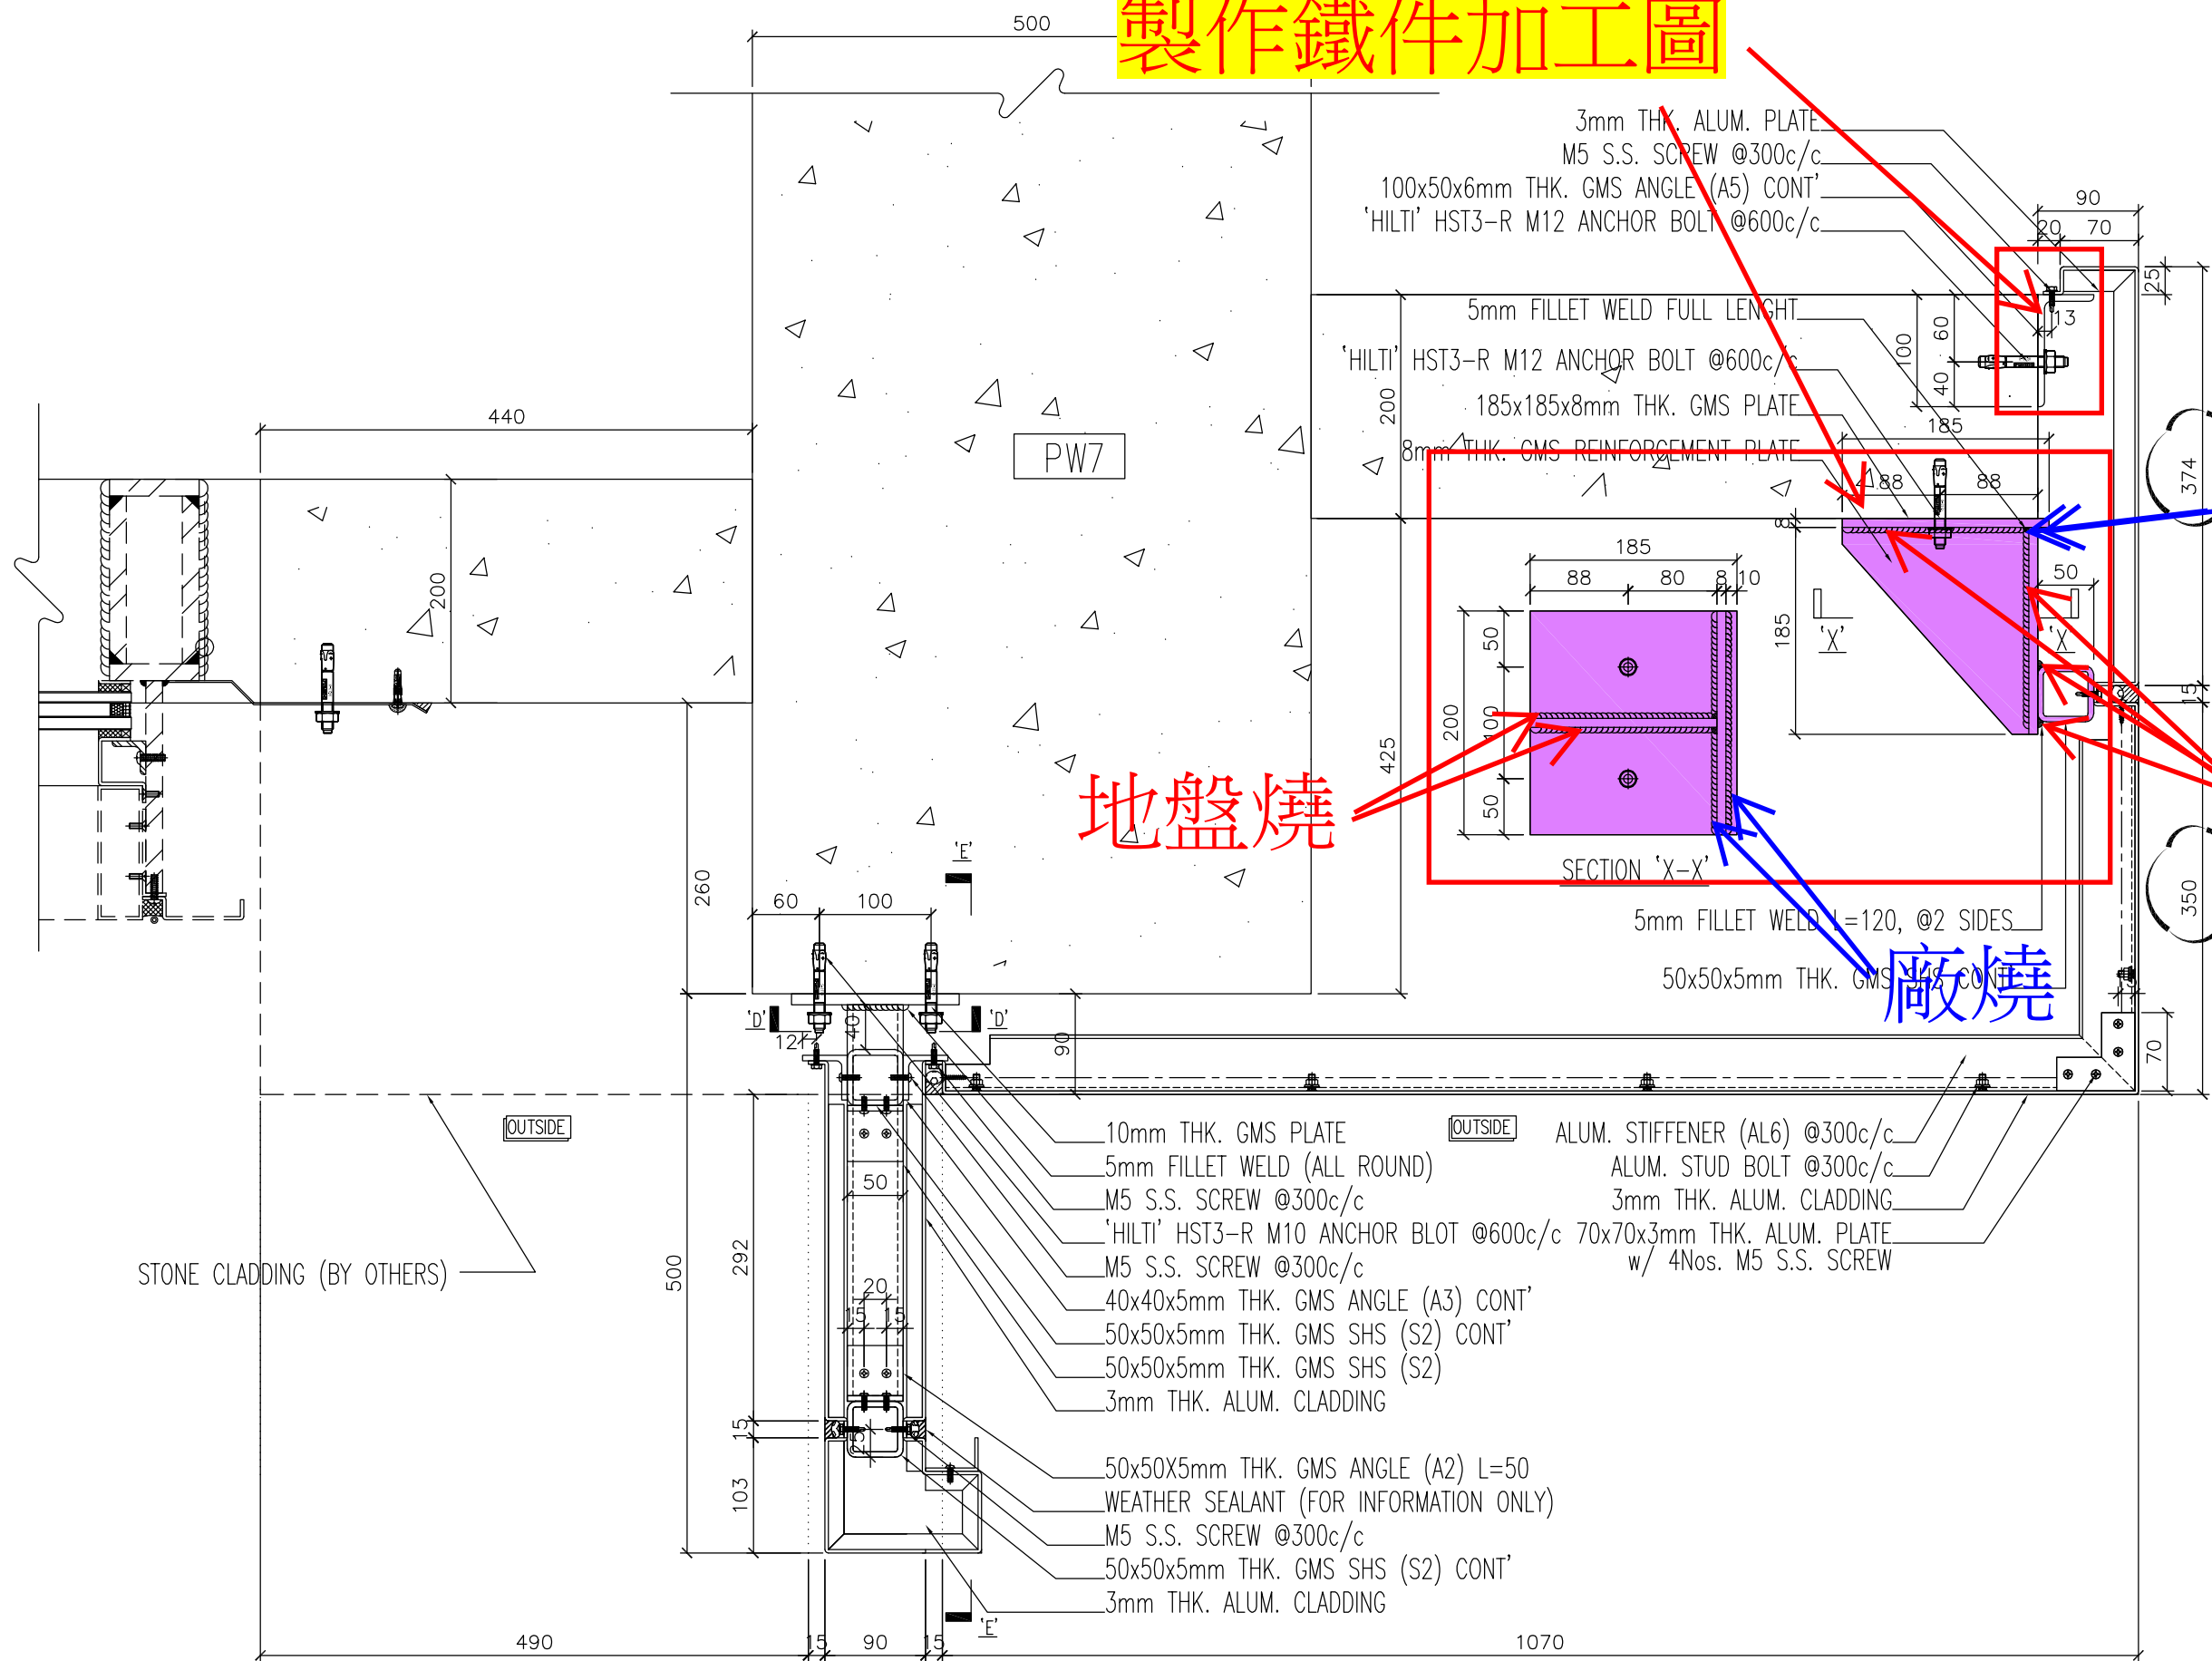 製作鐵件加工圖
500
3mm THK. ALUM. PLATE
M5 S.S. SCREW @300c/c
100x50x6mm THK. GMS ANGLE (A5) CONT'
'HILTI' HST3-R M12 ANCHOR BOLT @600c/c
90
20 70
25
13
5mm FILLET WELD FULL LENGHT
'HILTI' HST3-R M12 ANCHOR BOLT @600c/c
185x185x8mm THK. GMS PLATE
8mm THK. GMS REINFORCEMENT PLATE
100
60
40
200
185
88 88
8
374
440
PW7
200
185
88 80 8 10
50
185
'X' 'X'
50
200
100
50
15
425
地盤燒
SECTION 'X-X'
260
'E'
60 100
350
5mm FILLET WELD L=120, @2 SIDES
50x50x5mm THK. GMS SHS CONT'
廠燒
'D' 'D'
12
40
90
70
OUTSIDE
OUTSIDE
10mm THK. GMS PLATE
5mm FILLET WELD (ALL ROUND)
M5 S.S. SCREW @300c/c
'HILTI' HST3-R M10 ANCHOR BLOT @600c/c
M5 S.S. SCREW @300c/c
40x40x5mm THK. GMS ANGLE (A3) CONT'
50x50x5mm THK. GMS SHS (S2) CONT'
50x50x5mm THK. GMS SHS (S2)
3mm THK. ALUM. CLADDING
ALUM. STIFFENER (AL6) @300c/c
ALUM. STUD BOLT @300c/c
3mm THK. ALUM. CLADDING
70x70x3mm THK. ALUM. PLATE
w/ 4Nos. M5 S.S. SCREW
STONE CLADDING (BY OTHERS)
50
292
500
20
15 15
15
25
103
50x50X5mm THK. GMS ANGLE (A2) L=50
WEATHER SEALANT (FOR INFORMATION ONLY)
M5 S.S. SCREW @300c/c
50x50x5mm THK. GMS SHS (S2) CONT'
3mm THK. ALUM. CLADDING
'E'
490 15 90 15 1070